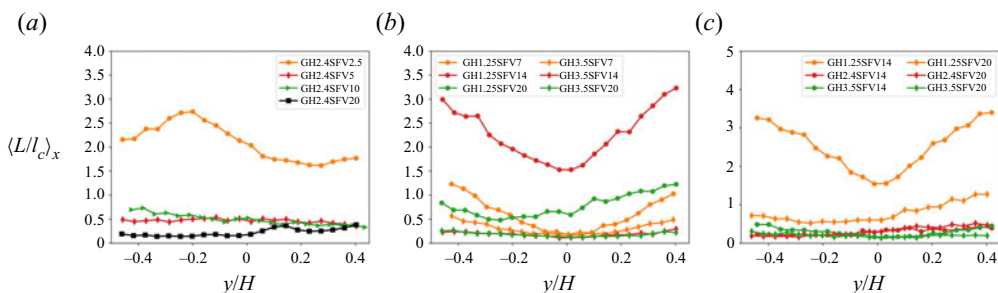 (a)
(b)
(c)
⟨L/l_c⟩_x
4.0
3.5
3.0
2.5
2.0
1.5
1.0
0.5
0
GH2.4SFV2.5
GH2.4SFV5
GH2.4SFV10
GH2.4SFV20
−0.4 −0.2 0 0.2 0.4
y/H
4.0
3.5
3.0
2.5
2.0
1.5
1.0
0.5
0
GH1.25SFV7 GH3.5SFV7
GH1.25SFV14 GH3.5SFV14
GH1.25SFV20 GH3.5SFV20
−0.4 −0.2 0 0.2 0.4
y/H
5
4
3
2
1
0
GH1.25SFV14 GH1.25SFV20
GH2.4SFV14 GH2.4SFV20
GH3.5SFV14 GH3.5SFV20
−0.4 −0.2 0 0.2 0.4
y/H